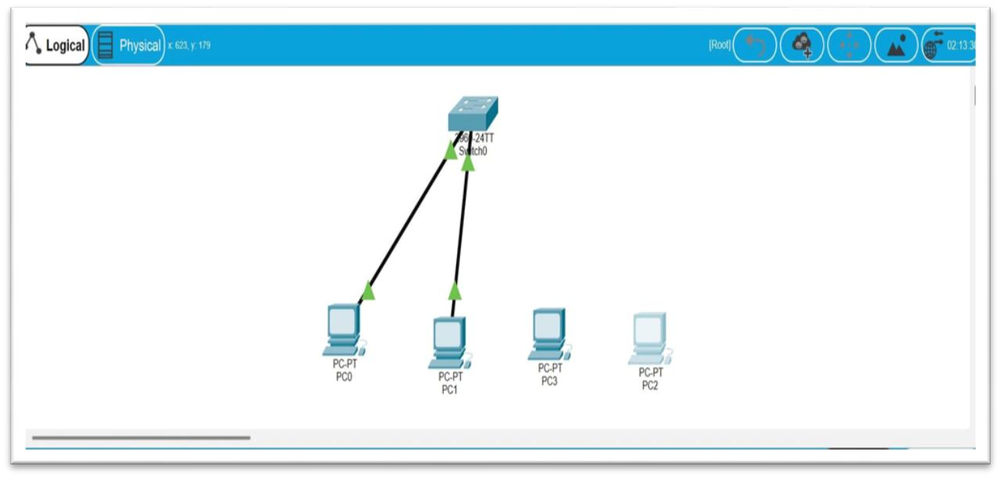 Logical
Physical
x: 623, y: 179
[Root]
02:13:3
-24TT
Switch0
PC-PT
PC0
PC-PT
PC1
PC-PT
PC3
PC-PT
PC2